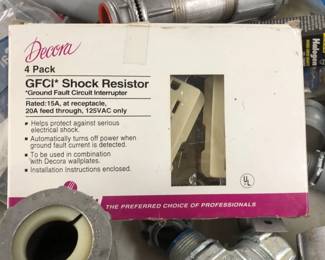 Decora
4 Pack
GFCI* Shock Resistor
*Ground Fault Circuit Interrupter
Rated: 15A, at receptacle,
20A feed through, 125VAC only
• Helps protect against serious
electrical shock.
• Automatically turns off power when
ground fault current is detected.
• To be used in combination
with Decora wallplates.
• Installation Instructions enclosed.
UL
THE PREFERRED CHOICE OF PROFESSIONALS
Halogen